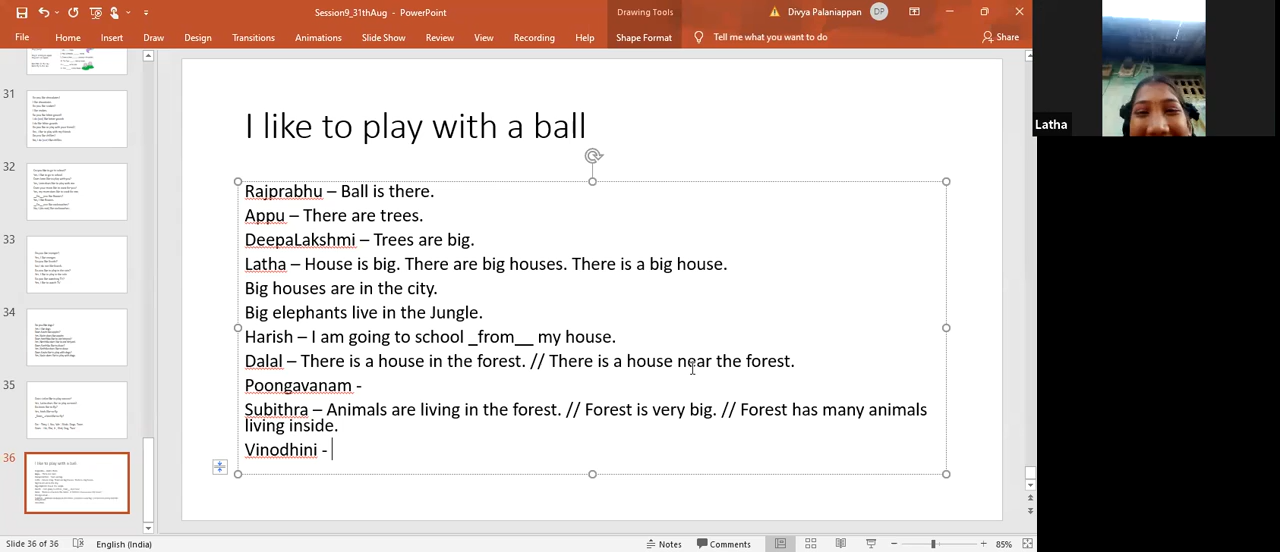 Session9_31thAug - PowerPoint
Drawing Tools
Divya Palaniappan DP
File Home Insert Draw Design Transitions Animations Slide Show Review View Recording Help Shape Format Tell me what you want to do Share
Latha
31
32
33
34
35
36
I like to play with a ball
Rajprabhu – Ball is there.
Appu – There are trees.
DeepaLakshmi – Trees are big.
Latha – House is big. There are big houses. There is a big house.
Big houses are in the city.
Big elephants live in the Jungle.
Harish – I am going to school __from__ my house.
Dalal – There is a house in the forest. // There is a house near the forest.
Poongavanam -
Subithra – Animals are living in the forest. // Forest is very big. // Forest has many animals
living inside.
Vinodhini -
Slide 36 of 36 English (India) Notes Comments 85%